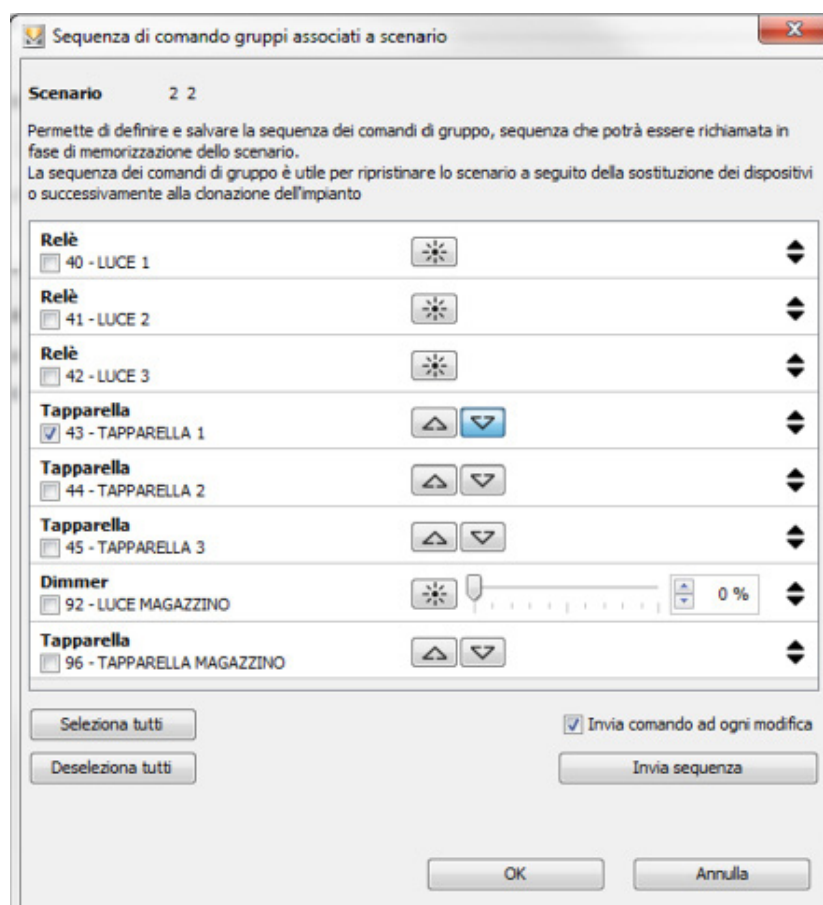 Sequenza di comando gruppi associati a scenario
Scenario 2 2
Permette di definire e salvare la sequenza dei comandi di gruppo, sequenza che potrà essere richiamata in
fase di memorizzazione dello scenario.
La sequenza dei comandi di gruppo è utile per ripristinare lo scenario a seguito della sostituzione dei dispositivi
o successivamente alla clonazione dell'impianto
Relè
40 - LUCE 1
Relè
41 - LUCE 2
Relè
42 - LUCE 3
Tapparella
43 - TAPPARELLA 1
Tapparella
44 - TAPPARELLA 2
Tapparella
45 - TAPPARELLA 3
Dimmer
92 - LUCE MAGAZZINO
0 %
Tapparella
96 - TAPPARELLA MAGAZZINO
Seleziona tutti
Invia comando ad ogni modifica
Deseleziona tutti
Invia sequenza
OK
Annulla